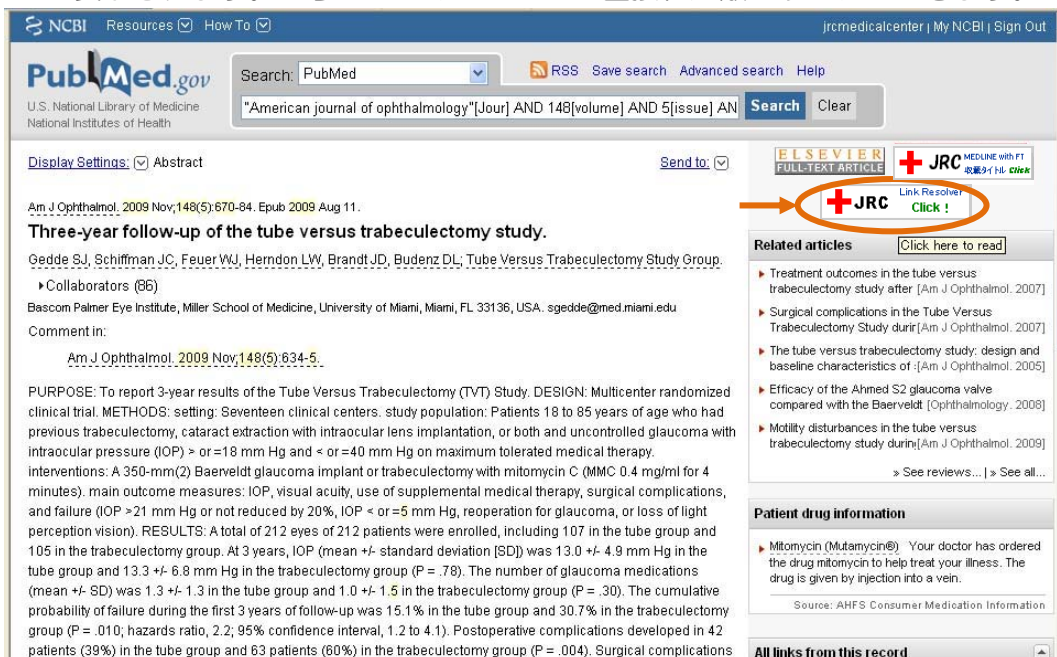 NCBI Resources How To jrcmedicalcenter | My NCBI | Sign Out
PubMed.gov
U.S. National Library of Medicine
National Institutes of Health
Search: PubMed
RSS Save search Advanced search Help
"American journal of ophthalmology"[Jour] AND 148[volume] AND 5[issue] AN Search Clear
Display Settings: Abstract Send to:
ELSEVIER
FULL-TEXT ARTICLE
JRC MEDLINE with FT
収蔵タイトル Click
JRC Link Resolver
Click !
Click here to read
Am J Ophthalmol. 2009 Nov;148(5):670-84. Epub 2009 Aug 11.
Three-year follow-up of the tube versus trabeculectomy study.
Gedde SJ, Schiffman JC, Feuer WJ, Herndon LW, Brandt JD, Budenz DL; Tube Versus Trabeculectomy Study Group.
Collaborators (86)
Bascom Palmer Eye Institute, Miller School of Medicine, University of Miami, Miami, FL 33136, USA. sgedde@med.miami.edu
Comment in:
Am J Ophthalmol. 2009 Nov;148(5):634-5.
PURPOSE: To report 3-year results of the Tube Versus Trabeculectomy (TVT) Study. DESIGN: Multicenter randomized
clinical trial. METHODS: setting: Seventeen clinical centers. study population: Patients 18 to 85 years of age who had
previous trabeculectomy, cataract extraction with intraocular lens implantation, or both and uncontrolled glaucoma with
intraocular pressure (IOP) > or =18 mm Hg and < or =40 mm Hg on maximum tolerated medical therapy.
interventions: A 350-mm(2) Baerveldt glaucoma implant or trabeculectomy with mitomycin C (MMC 0.4 mg/ml for 4
minutes). main outcome measures: IOP, visual acuity, use of supplemental medical therapy, surgical complications,
and failure (IOP >21 mm Hg or not reduced by 20%, IOP < or =5 mm Hg, reoperation for glaucoma, or loss of light
perception vision). RESULTS: A total of 212 eyes of 212 patients were enrolled, including 107 in the tube group and
105 in the trabeculectomy group. At 3 years, IOP (mean +/- standard deviation [SD]) was 13.0 +/- 4.9 mm Hg in the
tube group and 13.3 +/- 6.8 mm Hg in the trabeculectomy group (P = .78). The number of glaucoma medications
(mean +/- SD) was 1.3 +/- 1.3 in the tube group and 1.0 +/- 1.5 in the trabeculectomy group (P = .30). The cumulative
probability of failure during the first 3 years of follow-up was 15.1% in the tube group and 30.7% in the trabeculectomy
group (P = .010; hazards ratio, 2.2; 95% confidence interval, 1.2 to 4.1). Postoperative complications developed in 42
patients (39%) in the tube group and 63 patients (60%) in the trabeculectomy group (P = .004). Surgical complications
Related articles
Treatment outcomes in the tube versus
trabeculectomy study after [Am J Ophthalmol. 2007]
Surgical complications in the Tube Versus
Trabeculectomy Study durir [Am J Ophthalmol. 2007]
The tube versus trabeculectomy study: design and
baseline characteristics of : [Am J Ophthalmol. 2005]
Efficacy of the Ahmed S2 glaucoma valve
compared with the Baerveldt [Ophthalmology. 2008]
Motility disturbances in the tube versus
trabeculectomy study durin [Am J Ophthalmol. 2009]
» See reviews... | » See all...
Patient drug information
Mitomycin (Mutamycin®) Your doctor has ordered
the drug mitomycin to help treat your illness. The
drug is given by injection into a vein.
Source: AHFS Consumer Medication Information
All links from this record